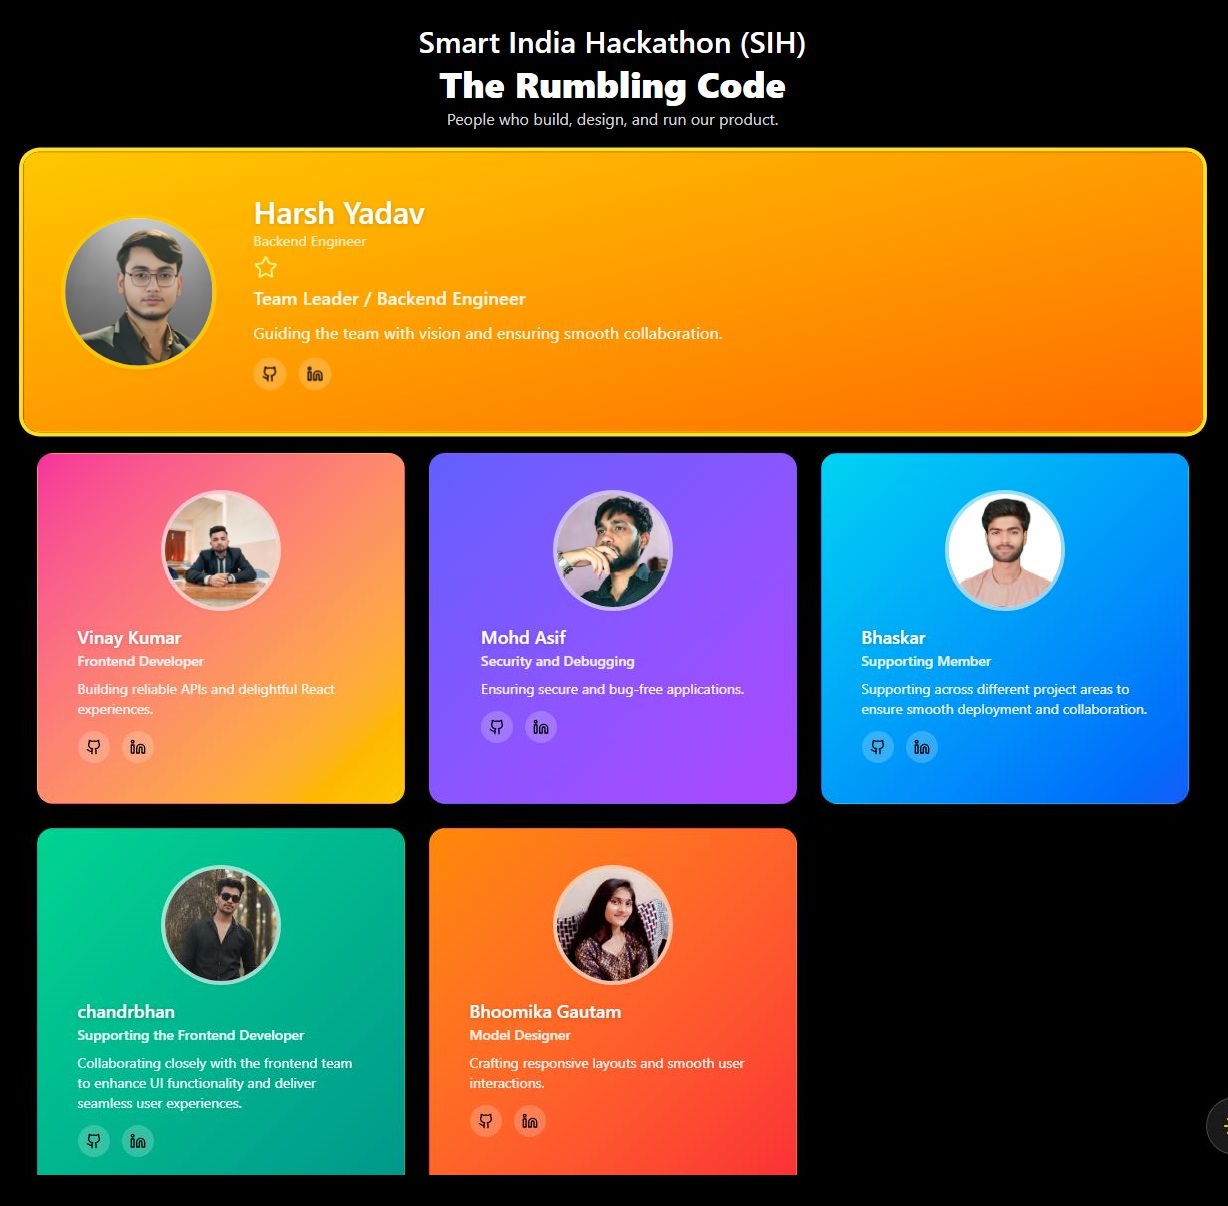 Smart India Hackathon (SIH)
The Rumbling Code
People who build, design, and run our product.
Harsh Yadav
Backend Engineer
Team Leader / Backend Engineer
Guiding the team with vision and ensuring smooth collaboration.
Vinay Kumar
Frontend Developer
Building reliable APIs and delightful React
experiences.
Mohd Asif
Security and Debugging
Ensuring secure and bug-free applications.
Bhaskar
Supporting Member
Supporting across different project areas to
ensure smooth deployment and collaboration.
chandrbhan
Supporting the Frontend Developer
Collaborating closely with the frontend team
to enhance UI functionality and deliver
seamless user experiences.
Bhoomika Gautam
Model Designer
Crafting responsive layouts and smooth user
interactions.